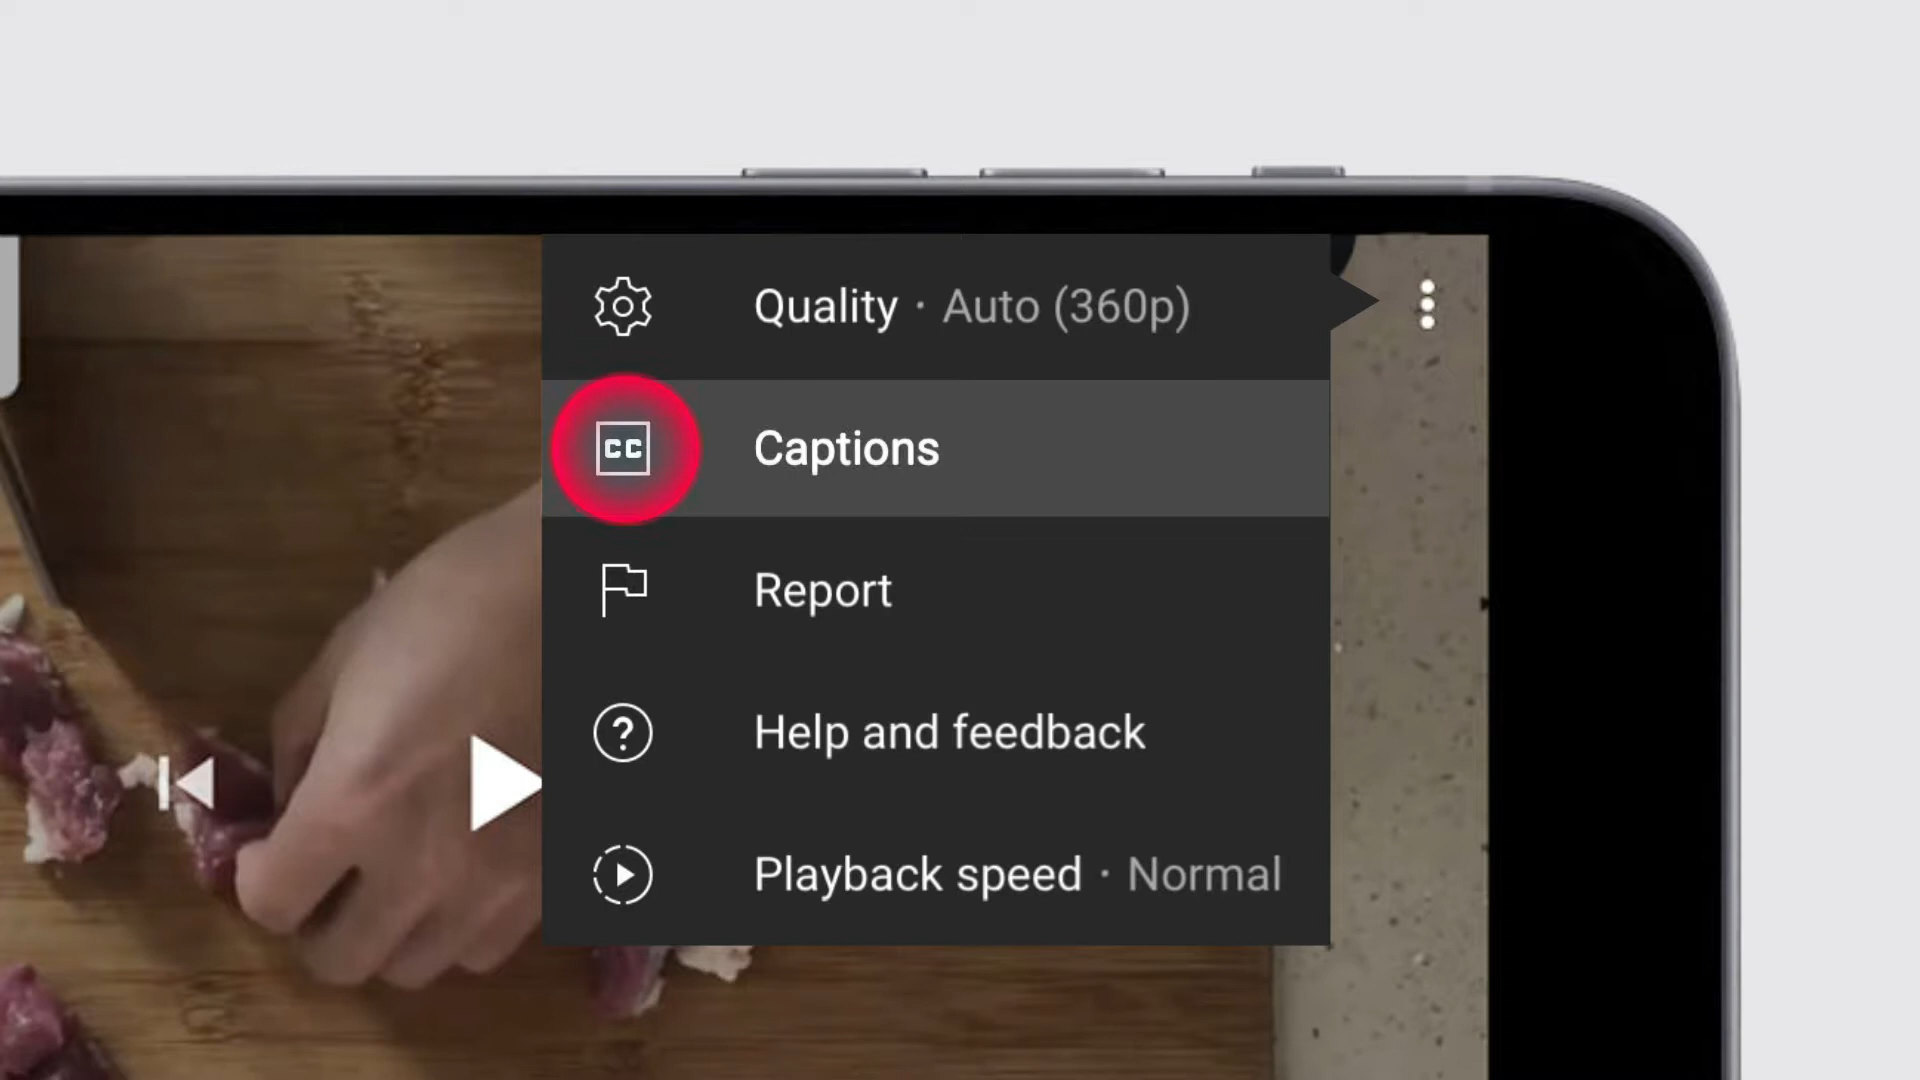 Quality · Auto (360p)
CC Captions
Report
? Help and feedback
Playback speed · Normal